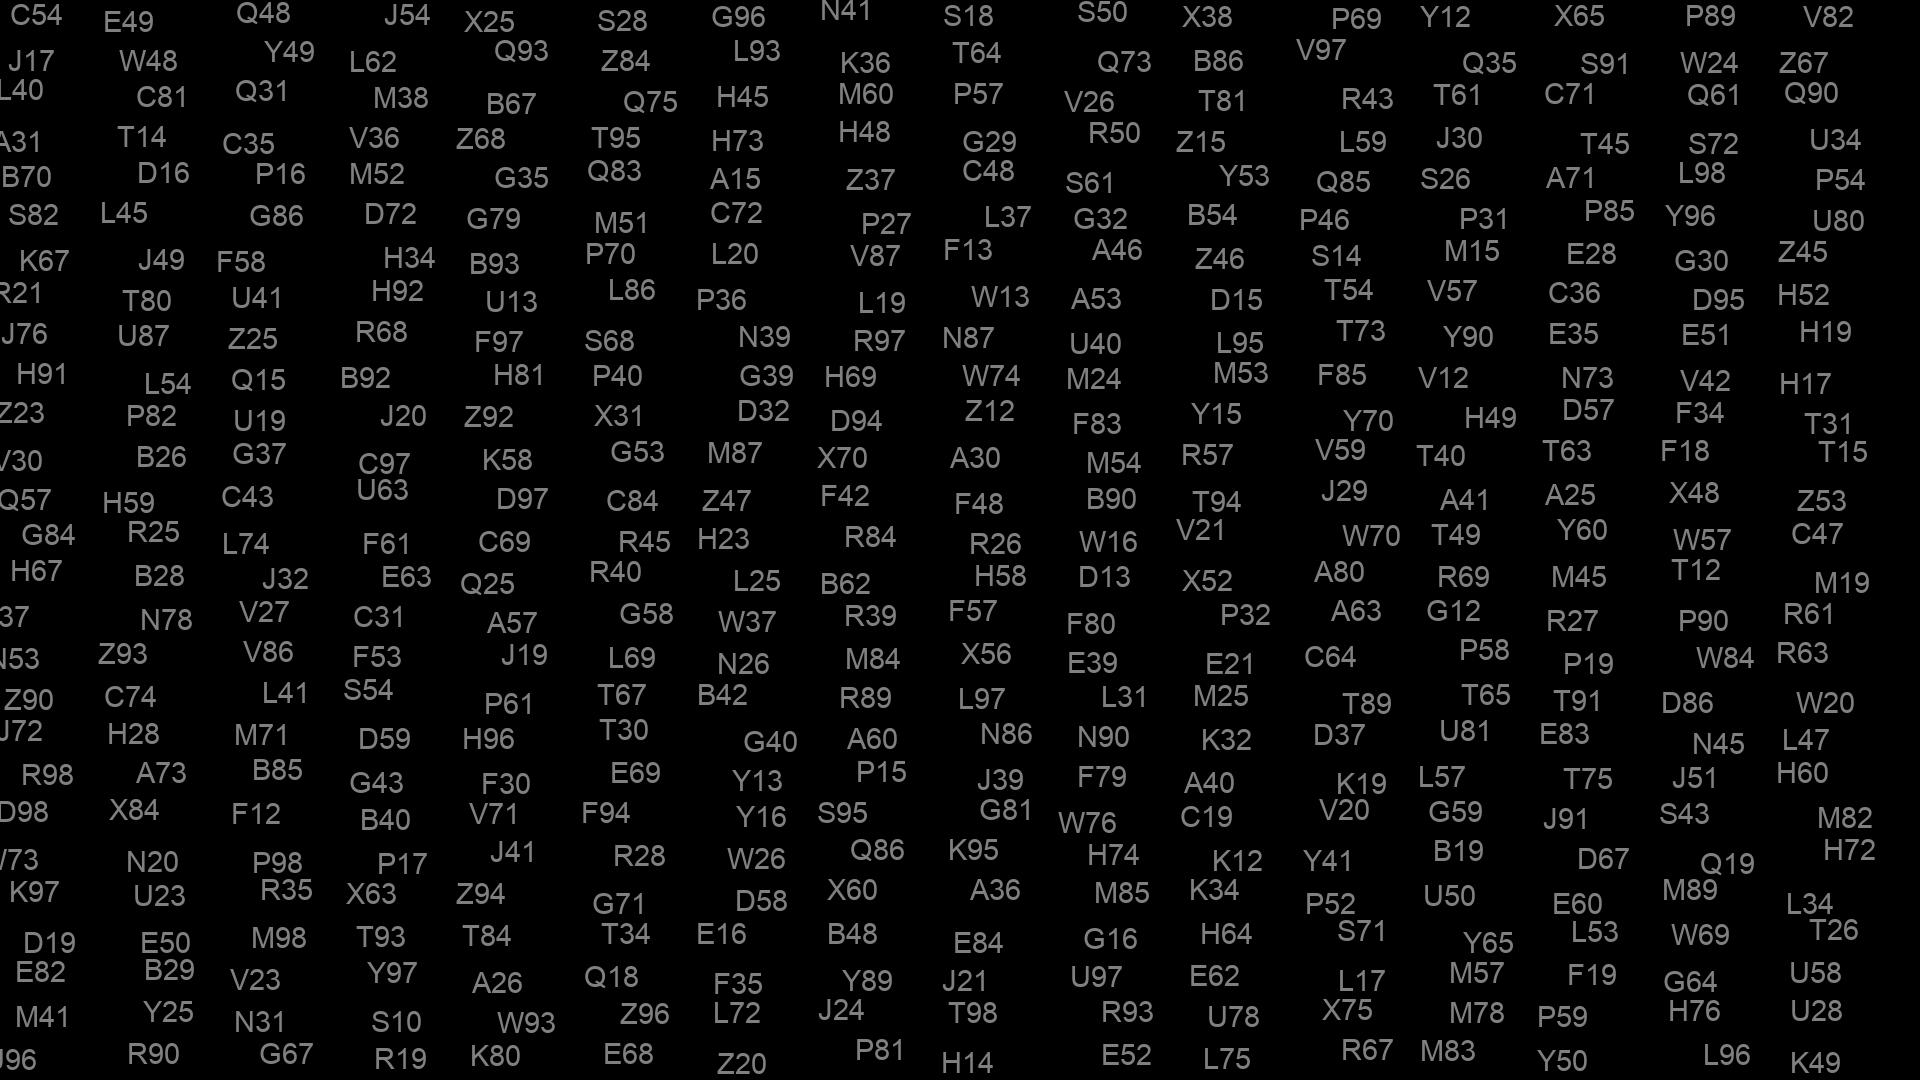 C54 E49 Q48 J54 X25 S28 G96 N41 S18 S50 X38 P69 Y12 X65 P89 V82
J17 W48 Y49 L62 Q93 Z84 L93 K36 T64 Q73 B86 V97 Q35 S91 W24 Z67
L40 C81 Q31 M38 B67 Q75 H45 M60 P57 V26 T81 R43 T61 C71 Q61 Q90
A31 T14 C35 V36 Z68 T95 H73 H48 G29 R50 Z15 L59 J30 T45 S72 U34
B70 D16 P16 M52 G35 Q83 A15 Z37 C48 S61 Y53 Q85 S26 A71 L98 P54
S82 L45 G86 D72 G79 M51 C72 P27 L37 G32 B54 P46 P31 P85 Y96 U80
K67 J49 F58 H34 B93 P70 L20 V87 F13 A46 Z46 S14 M15 E28 G30 Z45
R21 T80 U41 H92 U13 L86 P36 L19 W13 A53 D15 T54 V57 C36 D95 H52
J76 U87 Z25 R68 F97 S68 N39 R97 N87 U40 L95 T73 Y90 E35 E51 H19
H91 L54 Q15 B92 H81 P40 G39 H69 W74 M24 M53 F85 V12 N73 V42 H17
Z23 P82 U19 J20 Z92 X31 D32 D94 Z12 F83 Y15 Y70 H49 D57 F34 T31
V30 B26 G37 C97 K58 G53 M87 X70 A30 M54 R57 V59 T40 T63 F18 T15
Q57 H59 C43 U63 D97 C84 Z47 F42 F48 B90 T94 J29 A41 A25 X48 Z53
G84 R25 L74 F61 C69 R45 H23 R84 R26 W16 V21 W70 T49 Y60 W57 C47
H67 B28 J32 E63 Q25 R40 L25 B62 H58 D13 X52 A80 R69 M45 T12 M19
37 N78 V27 C31 A57 G58 W37 R39 F57 F80 P32 A63 G12 R27 P90 R61
N53 Z93 V86 F53 J19 L69 N26 M84 X56 E39 E21 C64 P58 P19 W84 R63
Z90 C74 L41 S54 P61 T67 B42 R89 L97 L31 M25 T89 T65 T91 D86 W20
J72 H28 M71 D59 H96 T30 G40 A60 N86 N90 K32 D37 U81 E83 N45 L47
R98 A73 B85 G43 F30 E69 Y13 P15 J39 F79 A40 K19 L57 T75 J51 H60
D98 X84 F12 B40 V71 F94 Y16 S95 G81 W76 C19 V20 G59 J91 S43 M82
W73 N20 P98 P17 J41 R28 W26 Q86 K95 H74 K12 Y41 B19 D67 Q19 H72
K97 U23 R35 X63 Z94 G71 D58 X60 A36 M85 K34 P52 U50 E60 M89 L34
D19 E50 M98 T93 T84 T34 E16 B48 E84 G16 H64 S71 Y65 L53 W69 T26
E82 B29 V23 Y97 A26 Q18 F35 Y89 J21 U97 E62 L17 M57 F19 G64 U58
M41 Y25 N31 S10 W93 Z96 L72 J24 T98 R93 U78 X75 M78 P59 H76 U28
R90 G67 R19 K80 E68 Z20 P81 H14 E52 L75 R67 M83 Y50 L96 K49